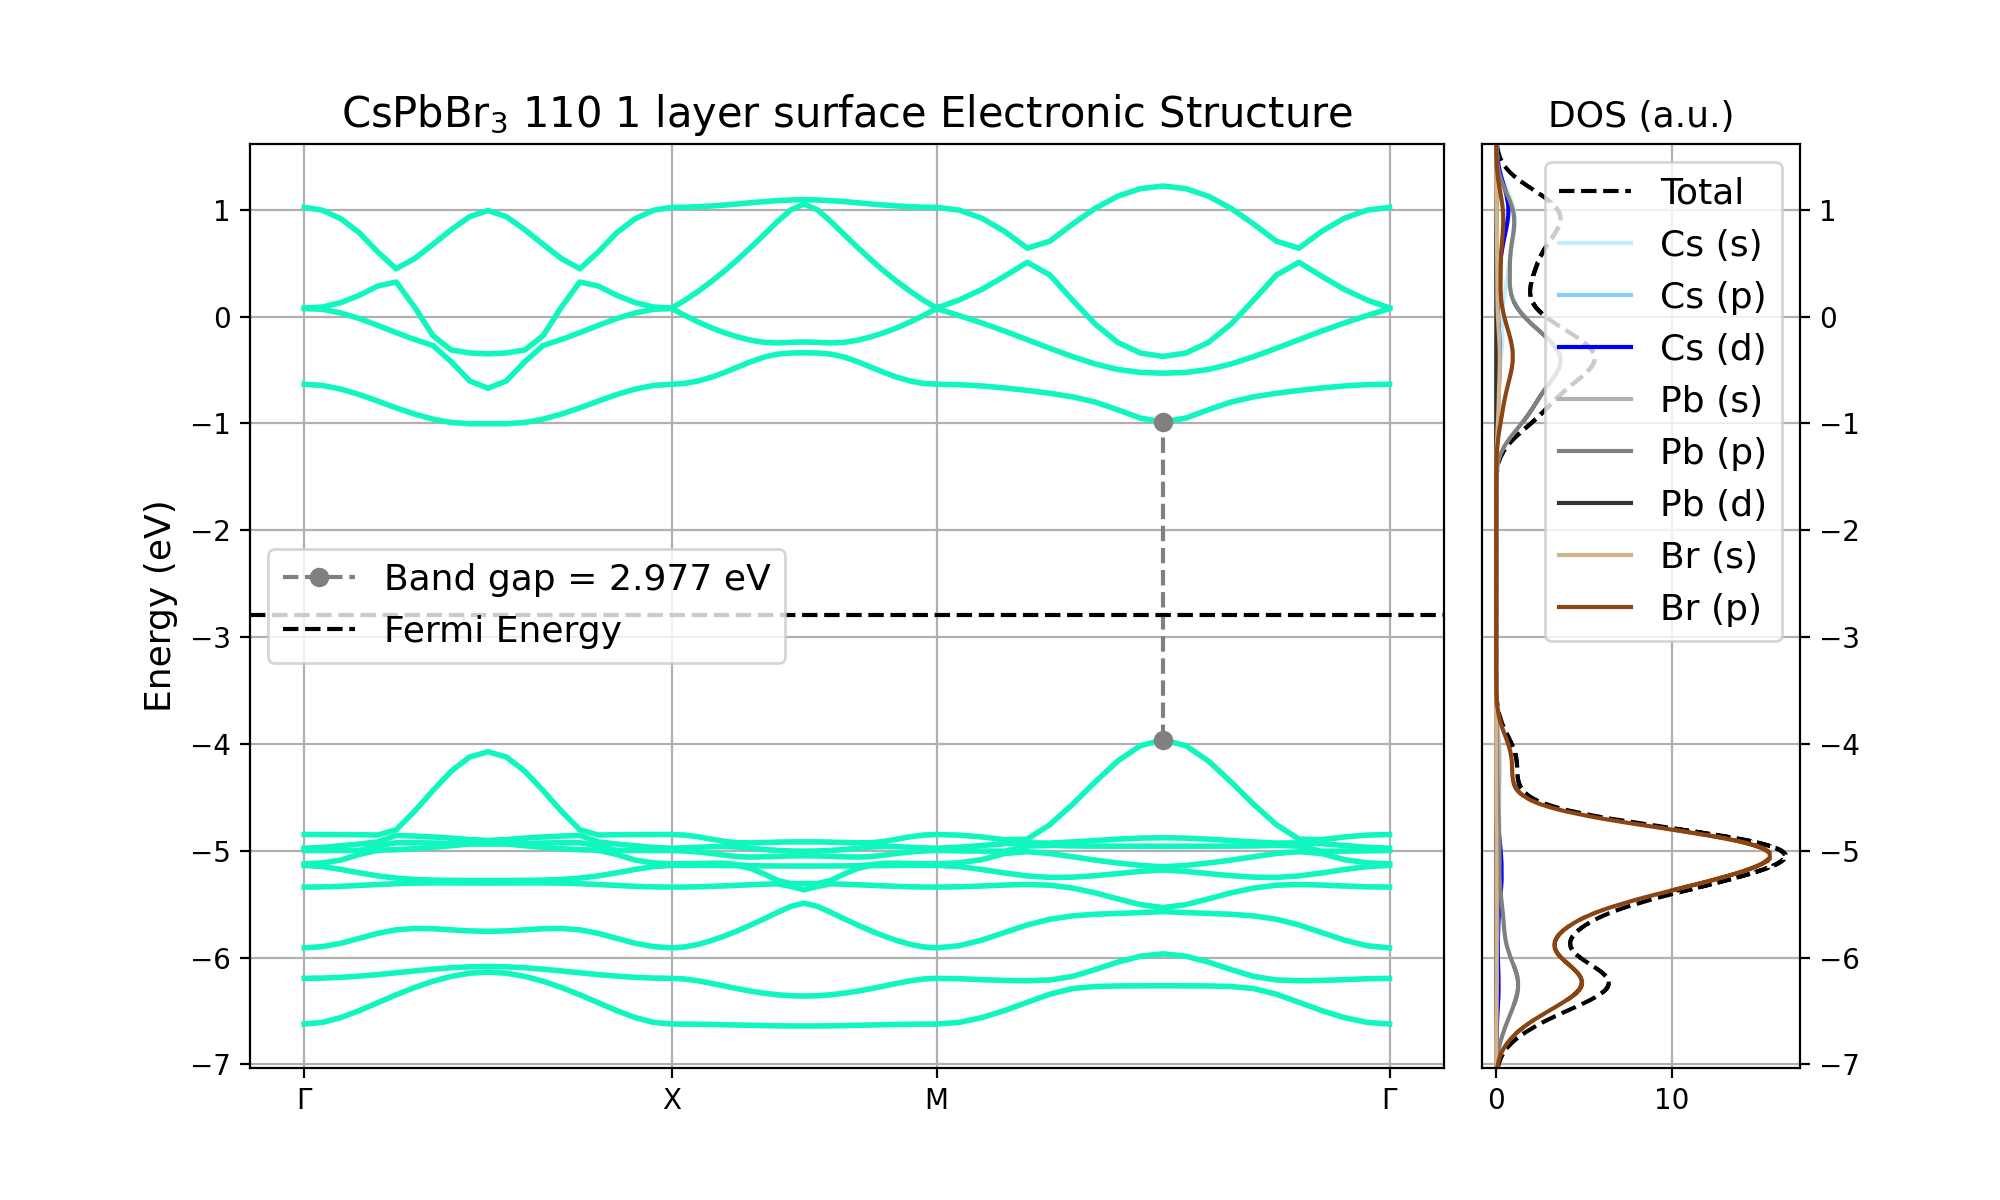 CsPbBr₃ 110 1 layer surface Electronic Structure
DOS (a.u.)
Energy (eV)
1
0
−1
−2
−3
−4
−5
−6
−7
Γ
X
M
Γ
Band gap = 2.977 eV
Fermi Energy
Total
Cs (s)
Cs (p)
Cs (d)
Pb (s)
Pb (p)
Pb (d)
Br (s)
Br (p)
1
0
−1
−2
−3
−4
−5
−6
−7
0
10